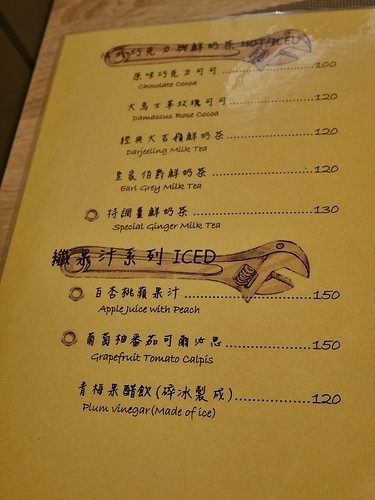 巧克力與鮮奶茶 HOT/ICED
原味巧克力可可 100
Chocolate Cocoa
大馬士革玫瑰可可 120
Damascus Rose Cocoa
經典大吉嶺鮮奶茶 120
Darjeeling Milk Tea
皇家伯爵鮮奶茶 120
Earl Grey Milk Tea
特調薑鮮奶茶 130
Special Ginger Milk Tea
纖果汁系列 ICED
百香桃蘋果汁 150
Apple Juice with Peach
葡萄柚番茄可爾必思 150
Grapefruit Tomato Calpis
青梅果醋飲(碎冰製成) 120
Plum vinegar(Made of ice)